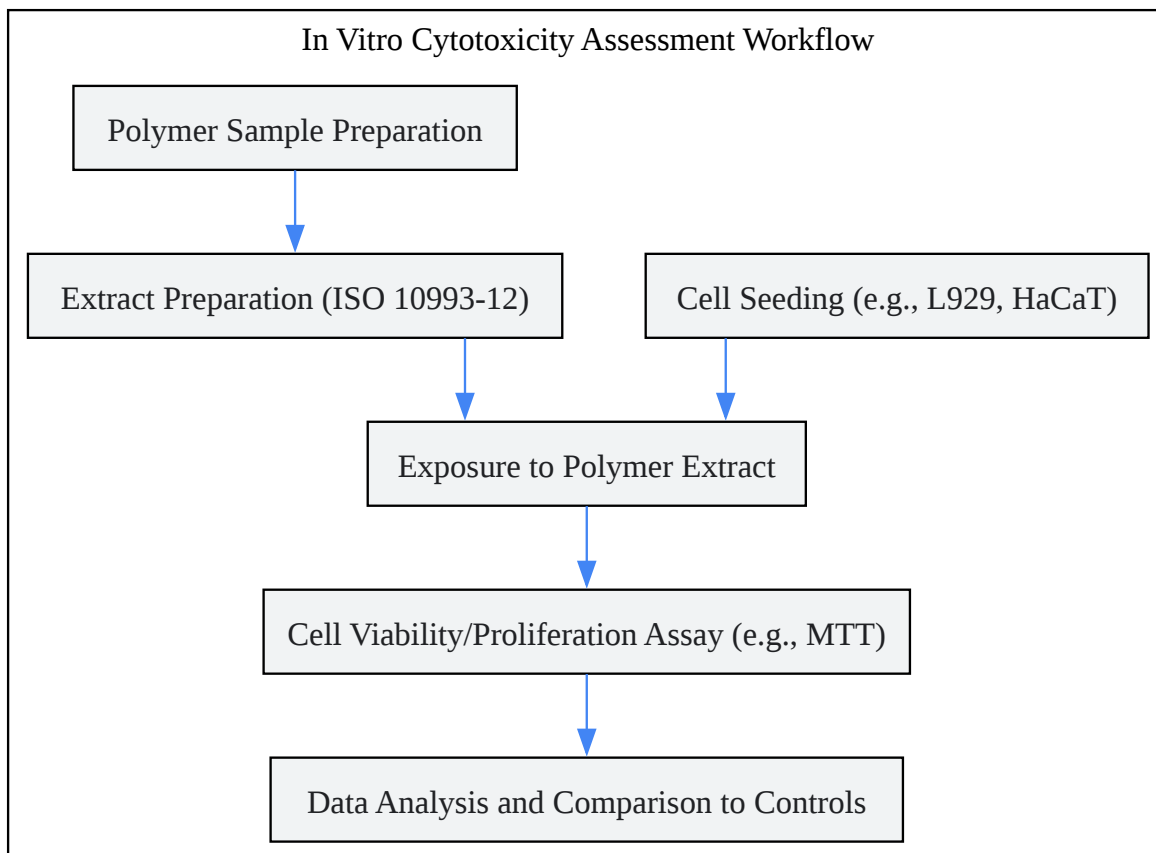 In Vitro Cytotoxicity Assessment Workflow
Polymer Sample Preparation
Extract Preparation (ISO 10993-12)
Cell Seeding (e.g., L929, HaCaT)
Exposure to Polymer Extract
Cell Viability/Proliferation Assay (e.g., MTT)
Data Analysis and Comparison to Controls